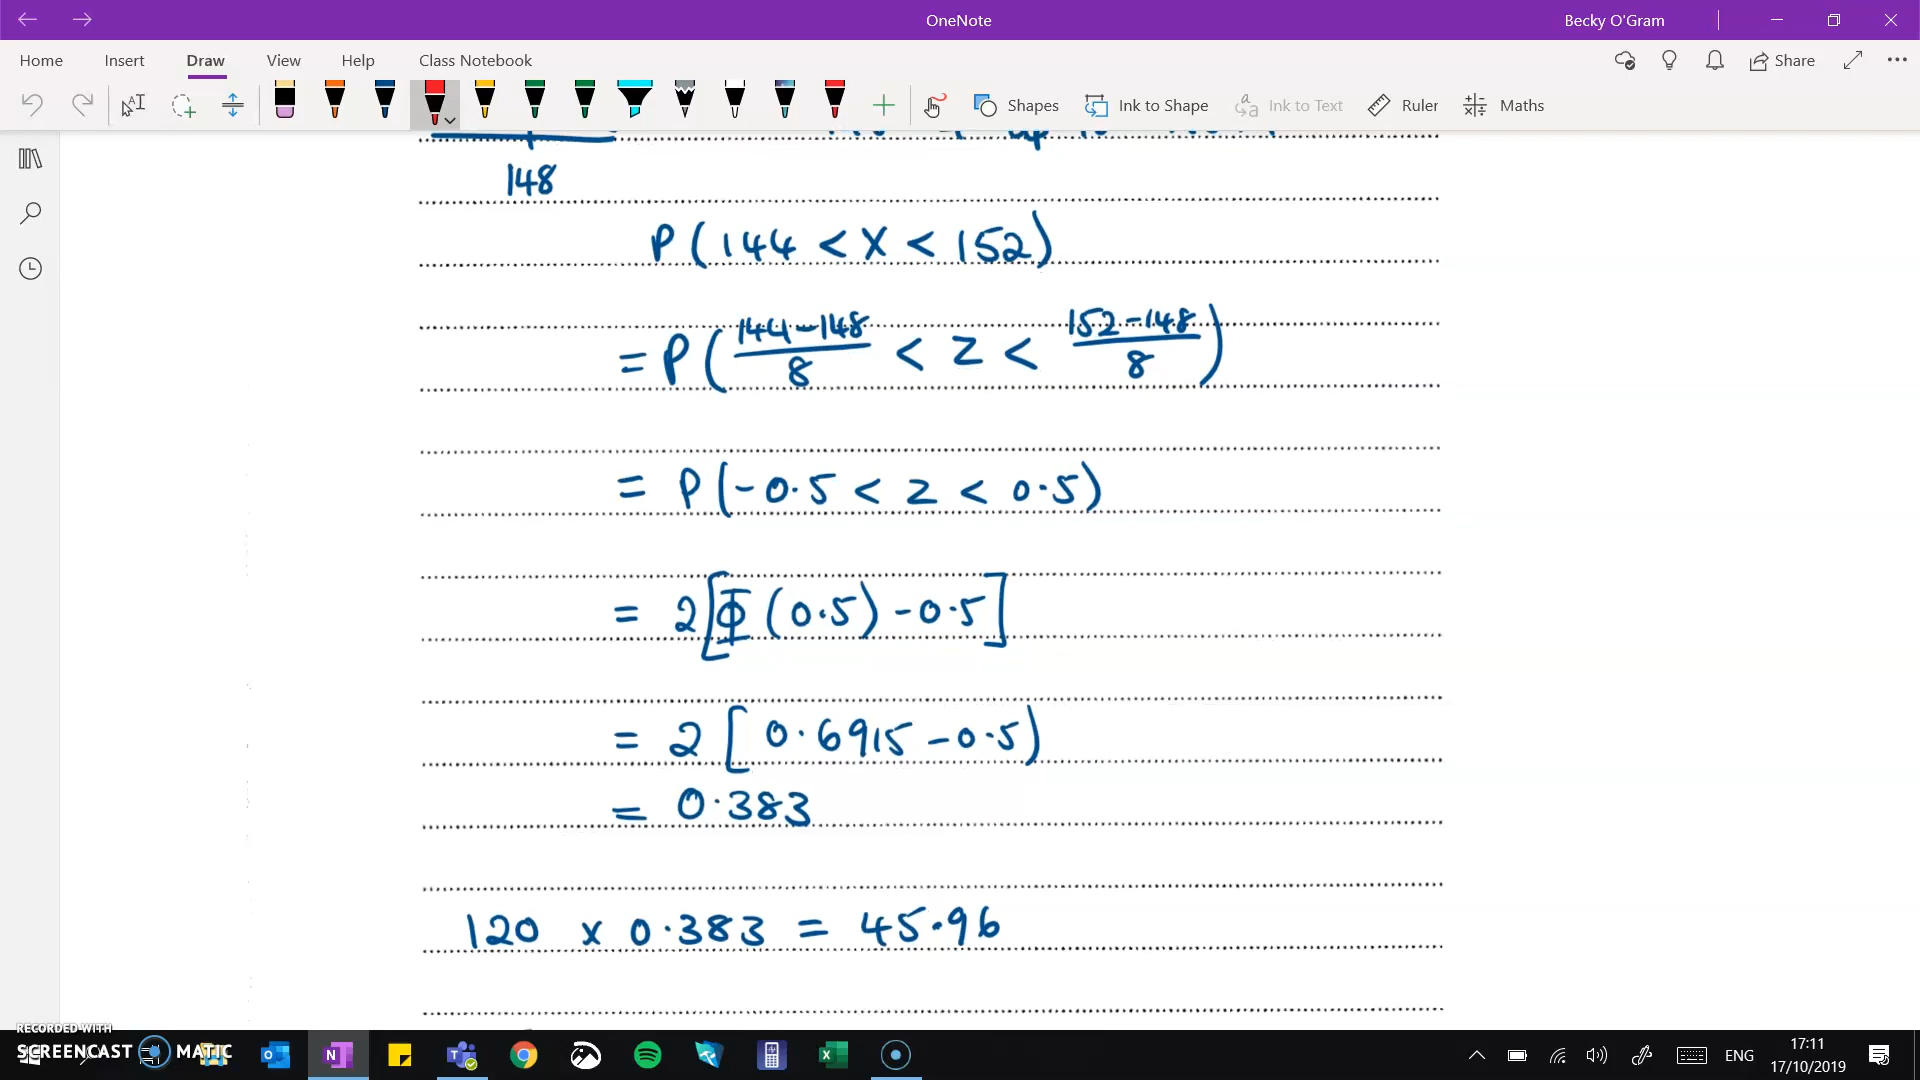 OneNote
Becky O'Gram
Home Insert Draw View Help Class Notebook
Share
Shapes Ink to Shape Ink to Text Ruler Maths
148
P(144 < X < 152)
= P(144-148/8 < Z < 152-148/8)
= P(-0.5 < Z < 0.5)
= 2[Φ(0.5) - 0.5]
= 2[0.6915 - 0.5)
= 0.383
120 x 0.383 = 45.96
RECORDED WITH
SCREENCAST MATIC
ENG
17:11
17/10/2019